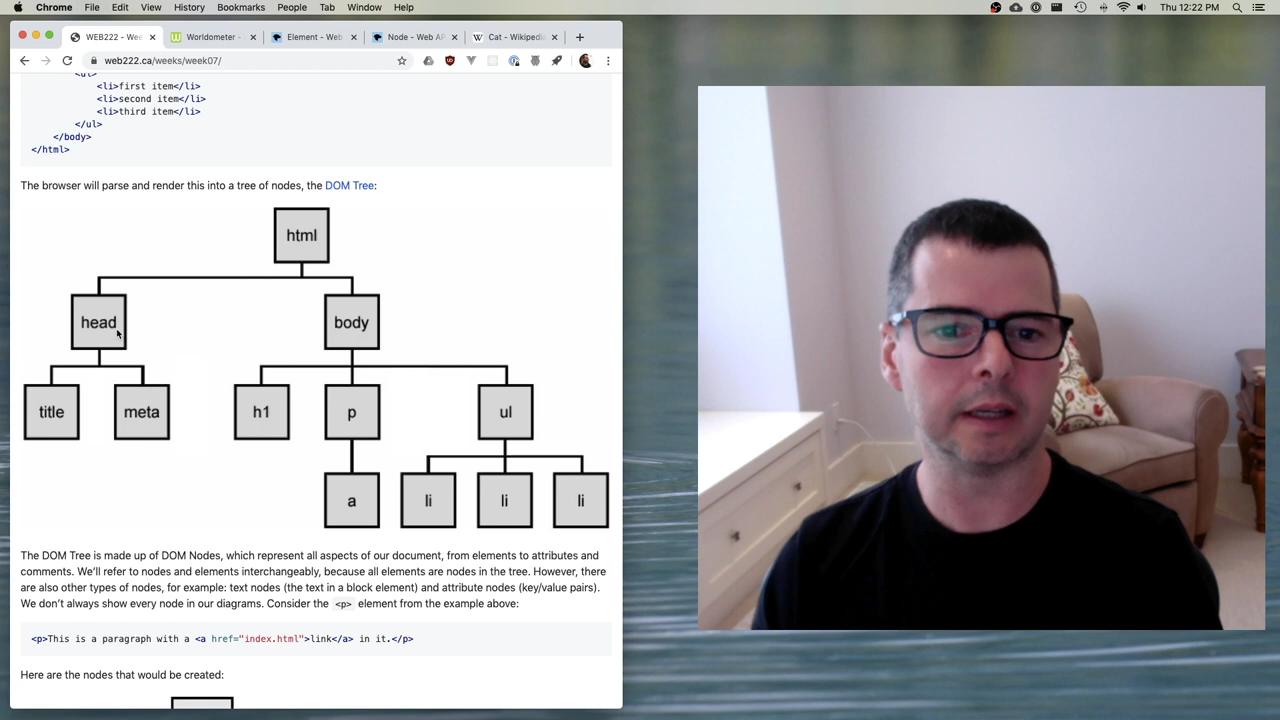 Chrome File Edit View History Bookmarks People Tab Window Help Thu 12:22 PM
WEB222 - Wee Worldometer - Element - Web Node - Web AP Cat - Wikipedia
web222.ca/weeks/week07/
<ul>
<li>first item</li>
<li>second item</li>
<li>third item</li>
</ul>
</body>
</html>
The browser will parse and render this into a tree of nodes, the DOM Tree:
html
head body
title meta h1 p ul
a li li li
The DOM Tree is made up of DOM Nodes, which represent all aspects of our document, from elements to attributes and
comments. We’ll refer to nodes and elements interchangeably, because all elements are nodes in the tree. However, there
are also other types of nodes, for example: text nodes (the text in a block element) and attribute nodes (key/value pairs).
We don’t always show every node in our diagrams. Consider the <p> element from the example above:
<p>This is a paragraph with a <a href="index.html">link</a> in it.</p>
Here are the nodes that would be created: